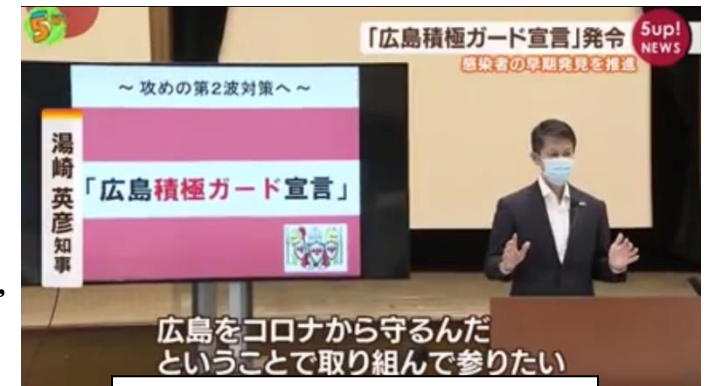 「広島積極ガード宣言」発令
5up!
NEWS
感染者の早期発見を推進
~ 攻めの第2波対策へ ~
「広島積極ガード宣言」
湯﨑 英彦 知事
広島をコロナから守るんだ
ということで取り組んで参りたい
,